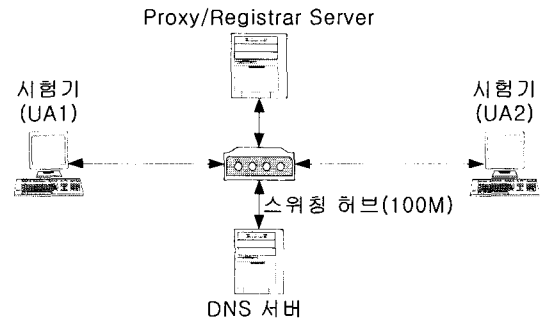 Proxy/Registrar Server
시험기
(UA1)
시험기
(UA2)
스위칭 허브(100M)
DNS 서버